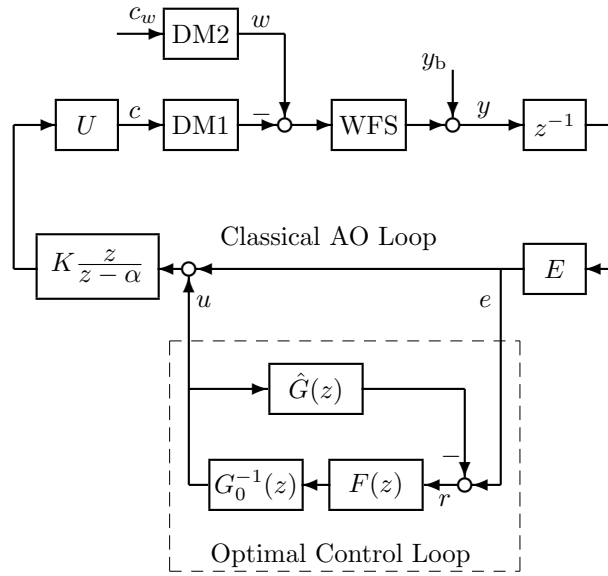 c_w
DM2
w
y_b
U
c
DM1
−
WFS
y
z^{-1}
Classical AO Loop
K z / (z − α)
E
u
e
Ĝ(z)
−
G_0^{-1}(z)
F(z)
r
Optimal Control Loop